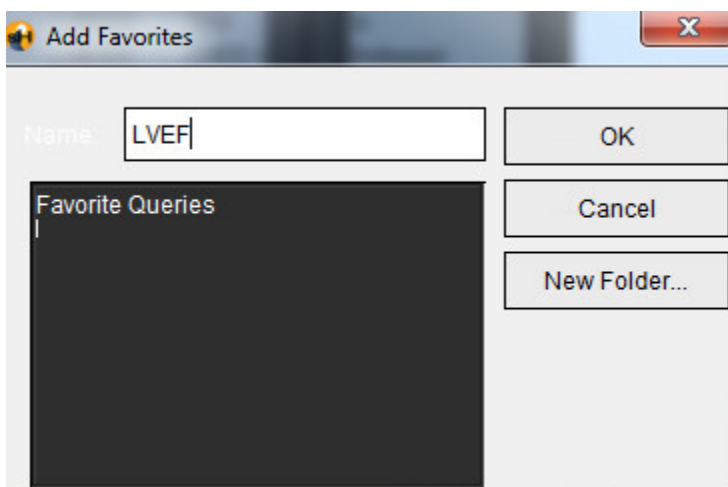 Add Favorites
Name: LVEF
OK
Favorite Queries
Cancel
New Folder...